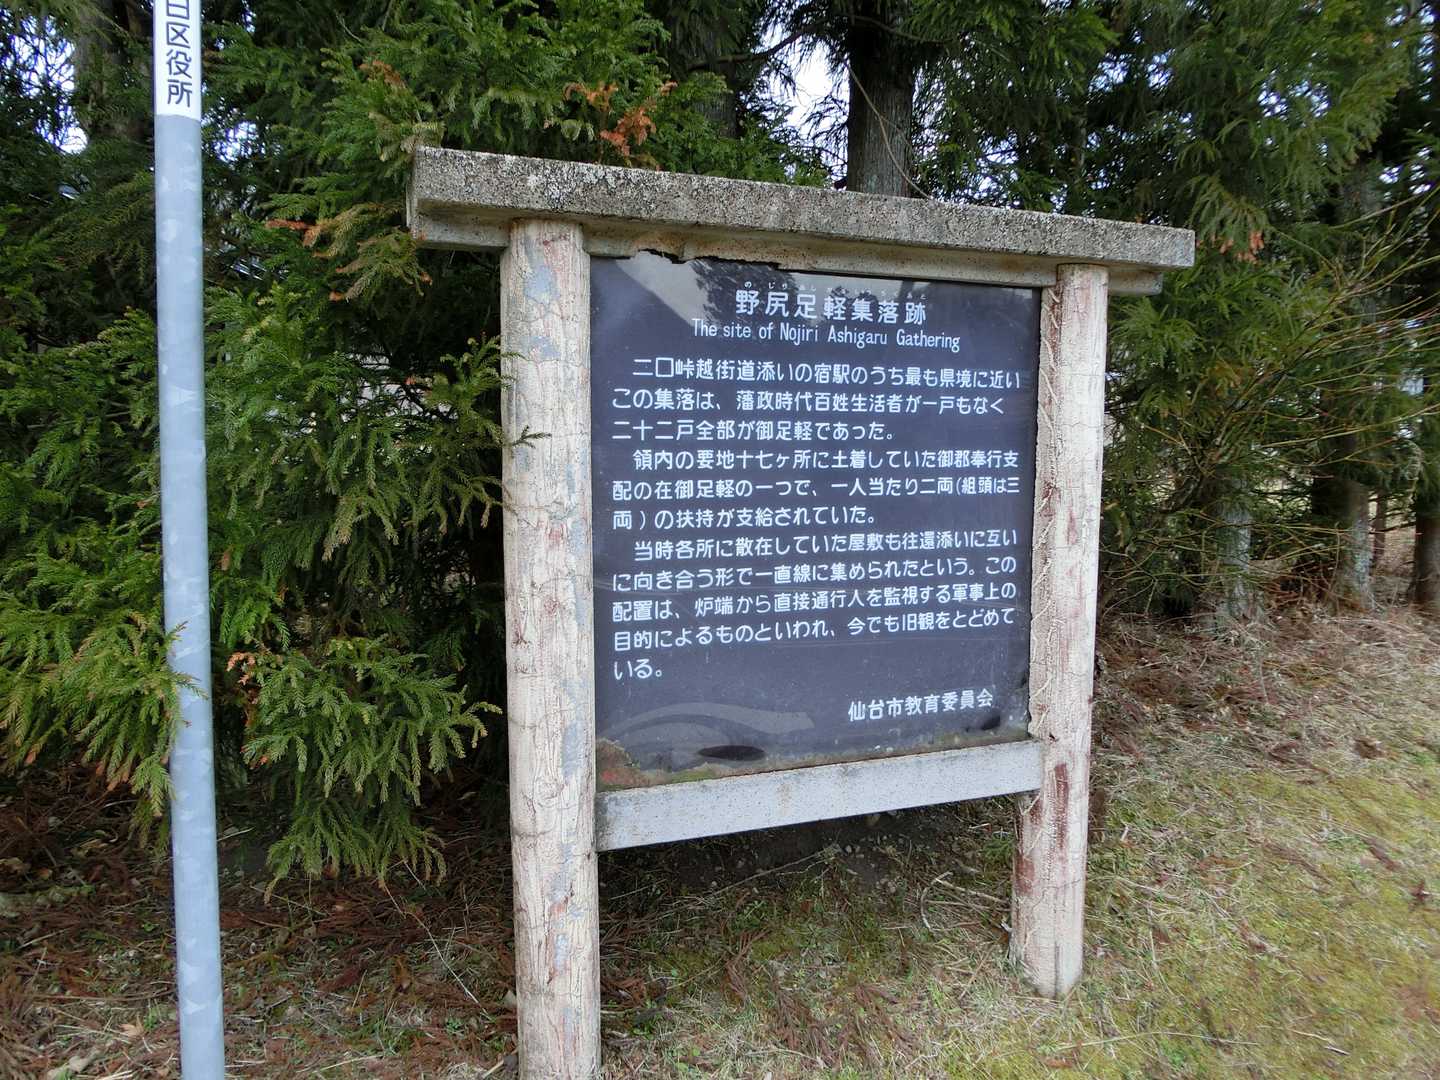 白区役所
のじりあしがるしゅうらくあと
野尻足軽集落跡
The site of Nojiri Ashigaru Gathering
二口峠越街道添いの宿駅のうち最も県境に近い
この集落は、藩政時代百姓生活者が一戸もなく
二十二戸全部が御足軽であった。
領内の要地十七ヶ所に土着していた御郡奉行支
配の在御足軽の一つで、一人当たり二両(組頭は三
両)の扶持が支給されていた。
当時各所に散在していた屋敷も往還添いに互い
に向き合う形で一直線に集められたという。この
配置は、炉端から直接通行人を監視する軍事上の
目的によるものといわれ、今でも旧観をとどめて
いる。
仙台市教育委員会